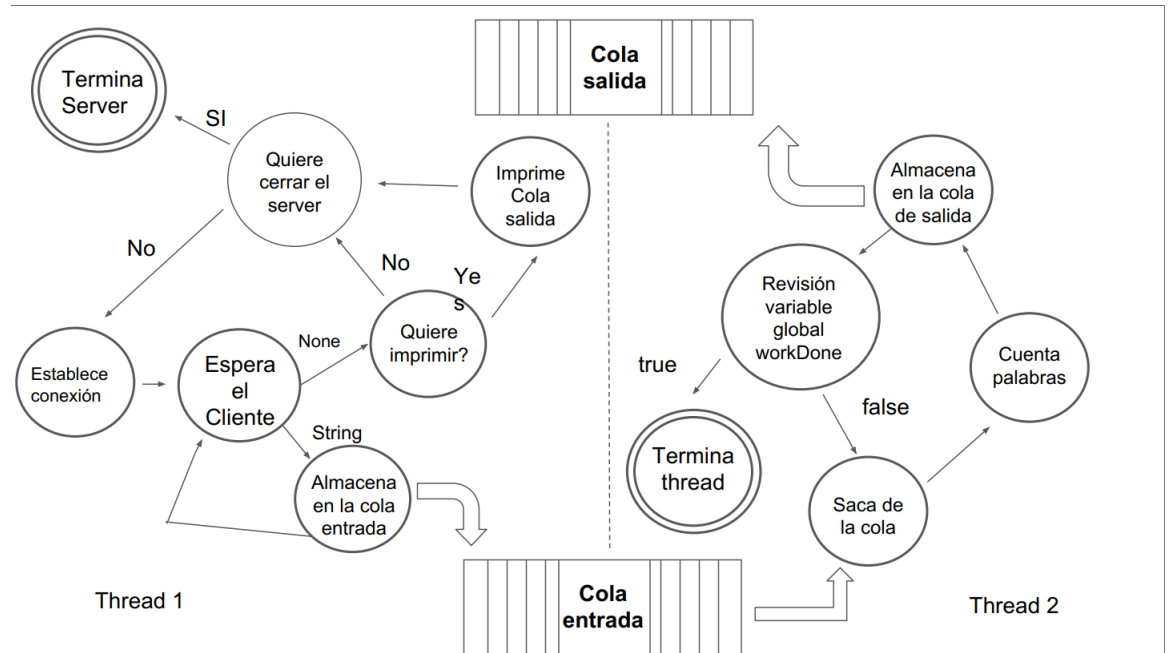 Cola
salida
Termina
Server
SI
Quiere
cerrar el
server
Imprime
Cola
salida
Almacena
en la cola
de salida
No
No
Ye
s
Revisión
variable
global
workDone
Quiere
imprimir?
Establece
conexión
Espera
el
Cliente
None
Cuenta
palabras
true
false
String
Termina
thread
Almacena
en la cola
entrada
Saca de
la cola
Thread 1
Cola
entrada
Thread 2